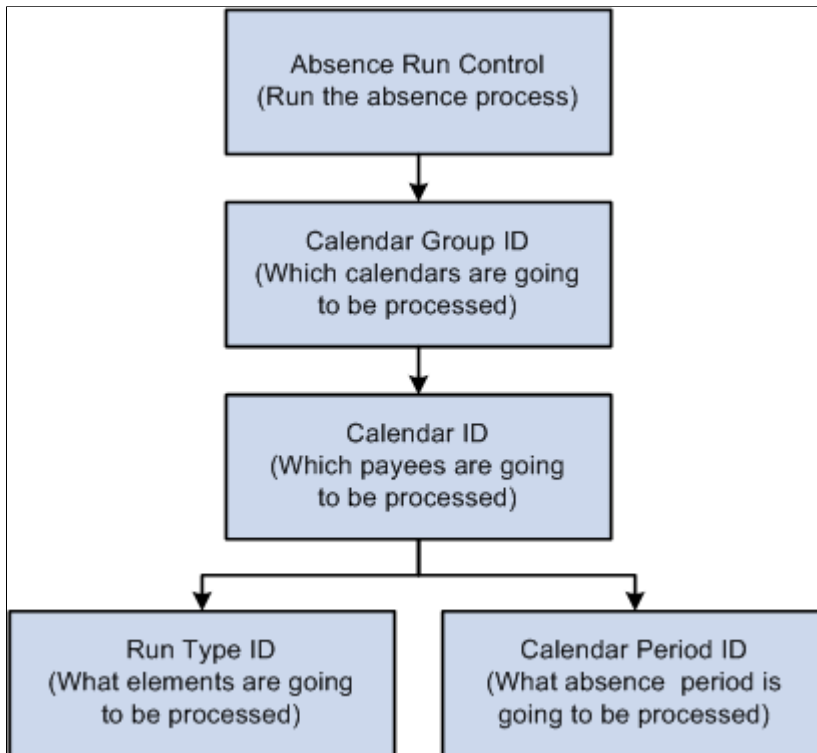 Absence Run Control
(Run the absence process)
Calendar Group ID
(Which calendars are going
to be processed)
Calendar ID
(Which payees are going
to be processed)
Run Type ID
(What elements are going
to be processed)
Calendar Period ID
(What absence period is
going to be processed)